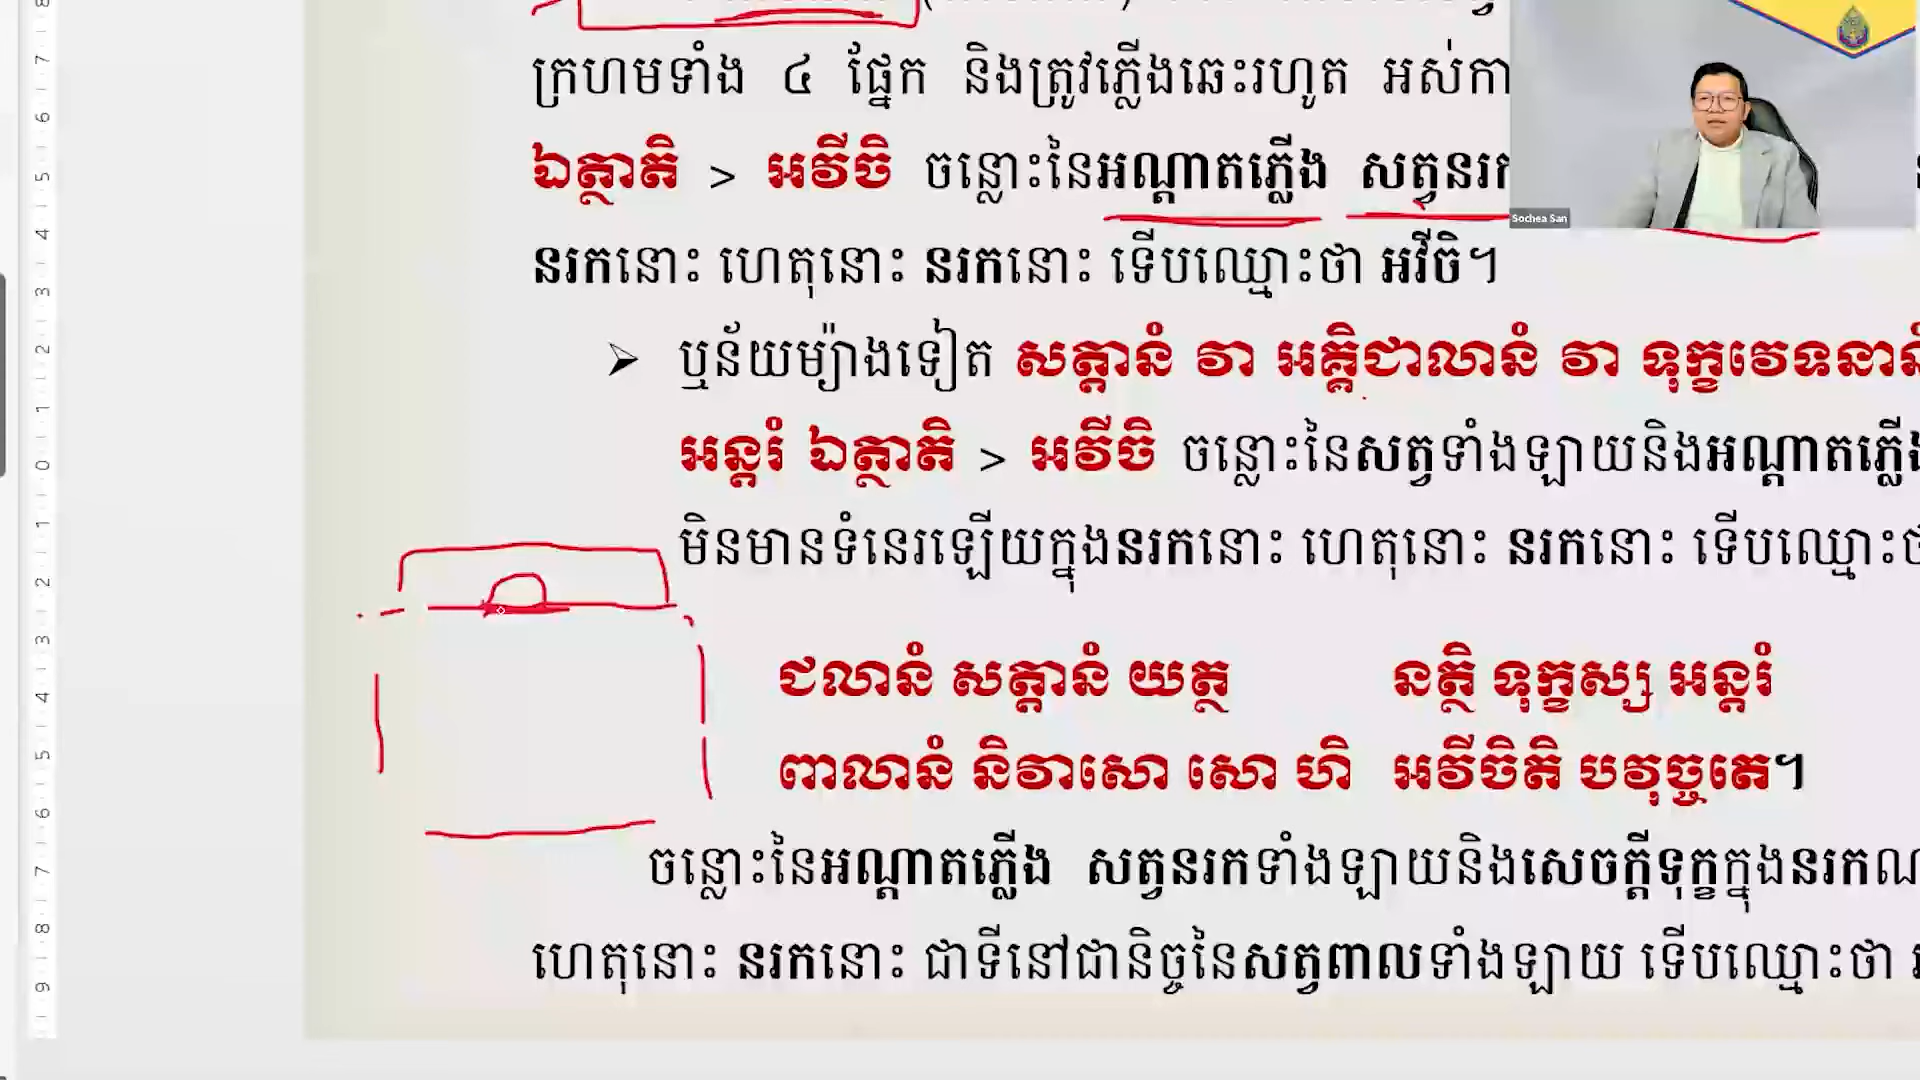 ក្រហមទាំង ៤ ផ្នែក និងត្រូវភ្លើងឆេះរហូត អស់កា
ឯត្ថាតិ > អវីចិ ចន្លោះនៃអណ្តាតភ្លើង សត្វនរក
Sochea San
នរកនោះ ហេតុនោះ នរកនោះ ទើបឈ្មោះថា អវីចិ។
ឬន័យម្យ៉ាងទៀត សត្តានំ វា អគ្គិជាលានំ វា ទុក្ខវេទនានំ
អន្តរំ ឯត្ថាតិ > អវីចិ ចន្លោះនៃសត្វទាំងឡាយនិងអណ្តាតភ្លើង
មិនមានទំនេរឡើយក្នុងនរកនោះ ហេតុនោះ នរកនោះ ទើបឈ្មោះថ
ជលានំ សត្តានំ យត្ថ នត្ថិ ទុក្ខស្ស អន្តរំ
ពាលានំ និវាសោ សោ ហិ អវីចិតិ បវុច្ចតេ។
ចន្លោះនៃអណ្តាតភ្លើង សត្វនរកទាំងឡាយនិងសេចក្តីទុក្ខក្នុងនរកណ
ហេតុនោះ នរកនោះ ជាទីនៅជានិច្ចនៃសត្វពាលទាំងឡាយ ទើបឈ្មោះថា